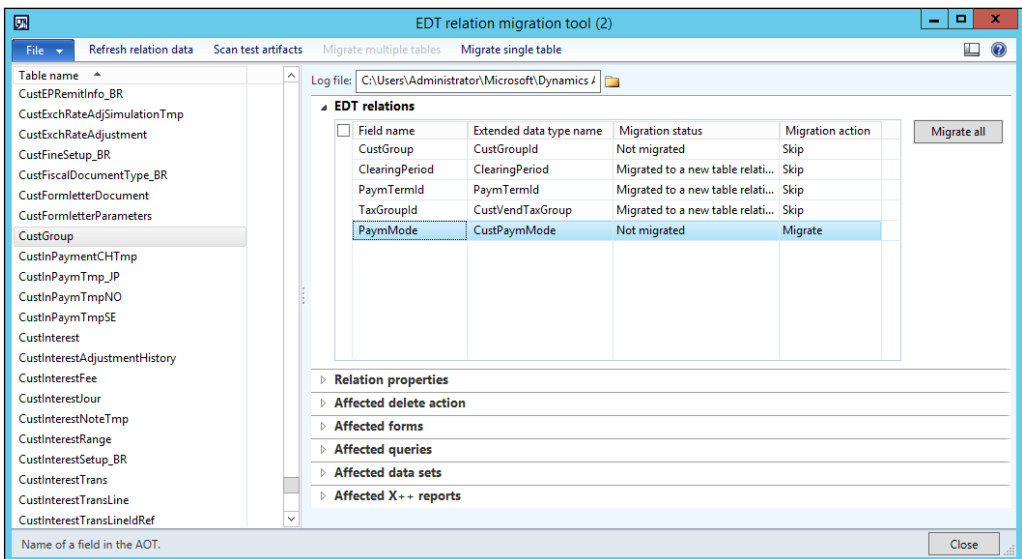 EDT relation migration tool (2)
File Refresh relation data Scan test artifacts Migrate multiple tables Migrate single table
Table name
CustEPRemitInfo_BR
CustExchRateAdjSimulationTmp
CustExchRateAdjustment
CustFineSetup_BR
CustFiscalDocumentType_BR
CustFormletterDocument
CustFormletterParameters
CustGroup
CustInPaymentCHTmp
CustInPaymTmp_JP
CustInPaymTmpNO
CustInPaymTmpSE
CustInterest
CustInterestAdjustmentHistory
CustInterestFee
CustInterestJour
CustInterestNoteTmp
CustInterestRange
CustInterestSetup_BR
CustInterestTrans
CustInterestTransLine
CustInterestTransLineIdRef
Log file: C:\Users\Administrator\Microsoft\Dynamics A
EDT relations
Field name Extended data type name Migration status Migration action
CustGroup CustGroupId Not migrated Skip
ClearingPeriod ClearingPeriod Migrated to a new table relati... Skip
PaymTermId PaymTermId Migrated to a new table relati... Skip
TaxGroupId CustVendTaxGroup Migrated to a new table relati... Skip
PaymMode CustPaymMode Not migrated Migrate
Migrate all
Relation properties
Affected delete action
Affected forms
Affected queries
Affected data sets
Affected X++ reports
Name of a field in the AOT.
Close